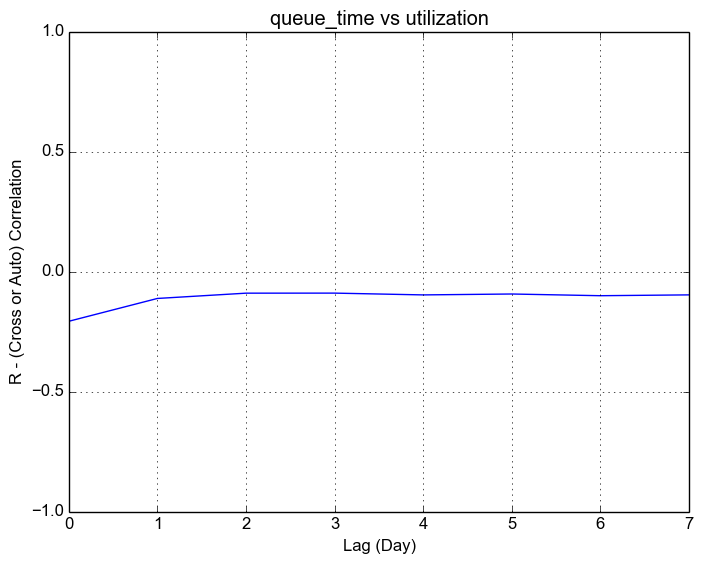 queue_time vs utilization
R - (Cross or Auto) Correlation
1.0
0.5
0.0
−0.5
−1.0
0 1 2 3 4 5 6 7
Lag (Day)